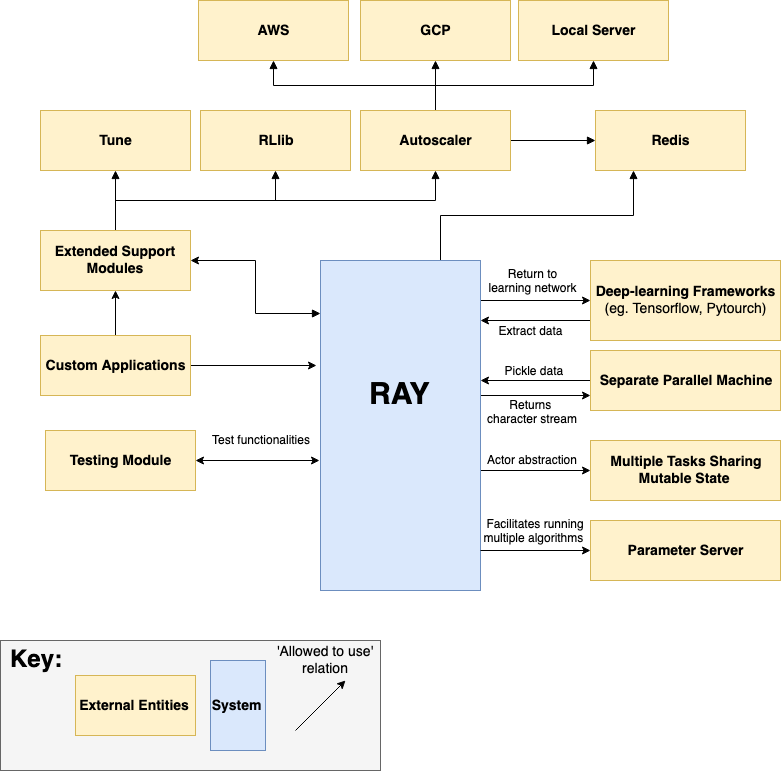 AWS
GCP
Local Server
Tune
RLlib
Autoscaler
Redis
Extended Support
Modules
Custom Applications
Testing Module
Test functionalities
RAY
Return to
learning network
Extract data
Deep-learning Frameworks
(eg. Tensorflow, Pytourch)
Pickle data
Returns
character stream
Separate Parallel Machine
Actor abstraction
Multiple Tasks Sharing
Mutable State
Facilitates running
multiple algorithms
Parameter Server
Key:
External Entities
System
'Allowed to use'
relation